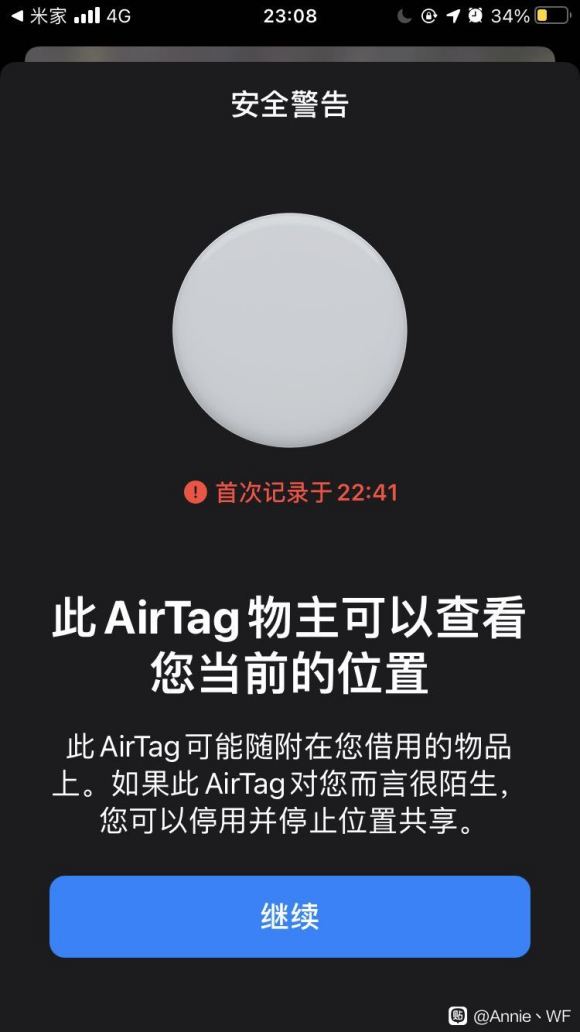 ◀ 米家 4G 23:08 34%
安全警告
首次记录于 22:41
此 AirTag 物主可以查看
您当前的位置
此 AirTag 可能随附在您借用的物品
上。如果此 AirTag 对您而言很陌生，
您可以停用并停止位置共享。
继续
贴 @Annie丶WF